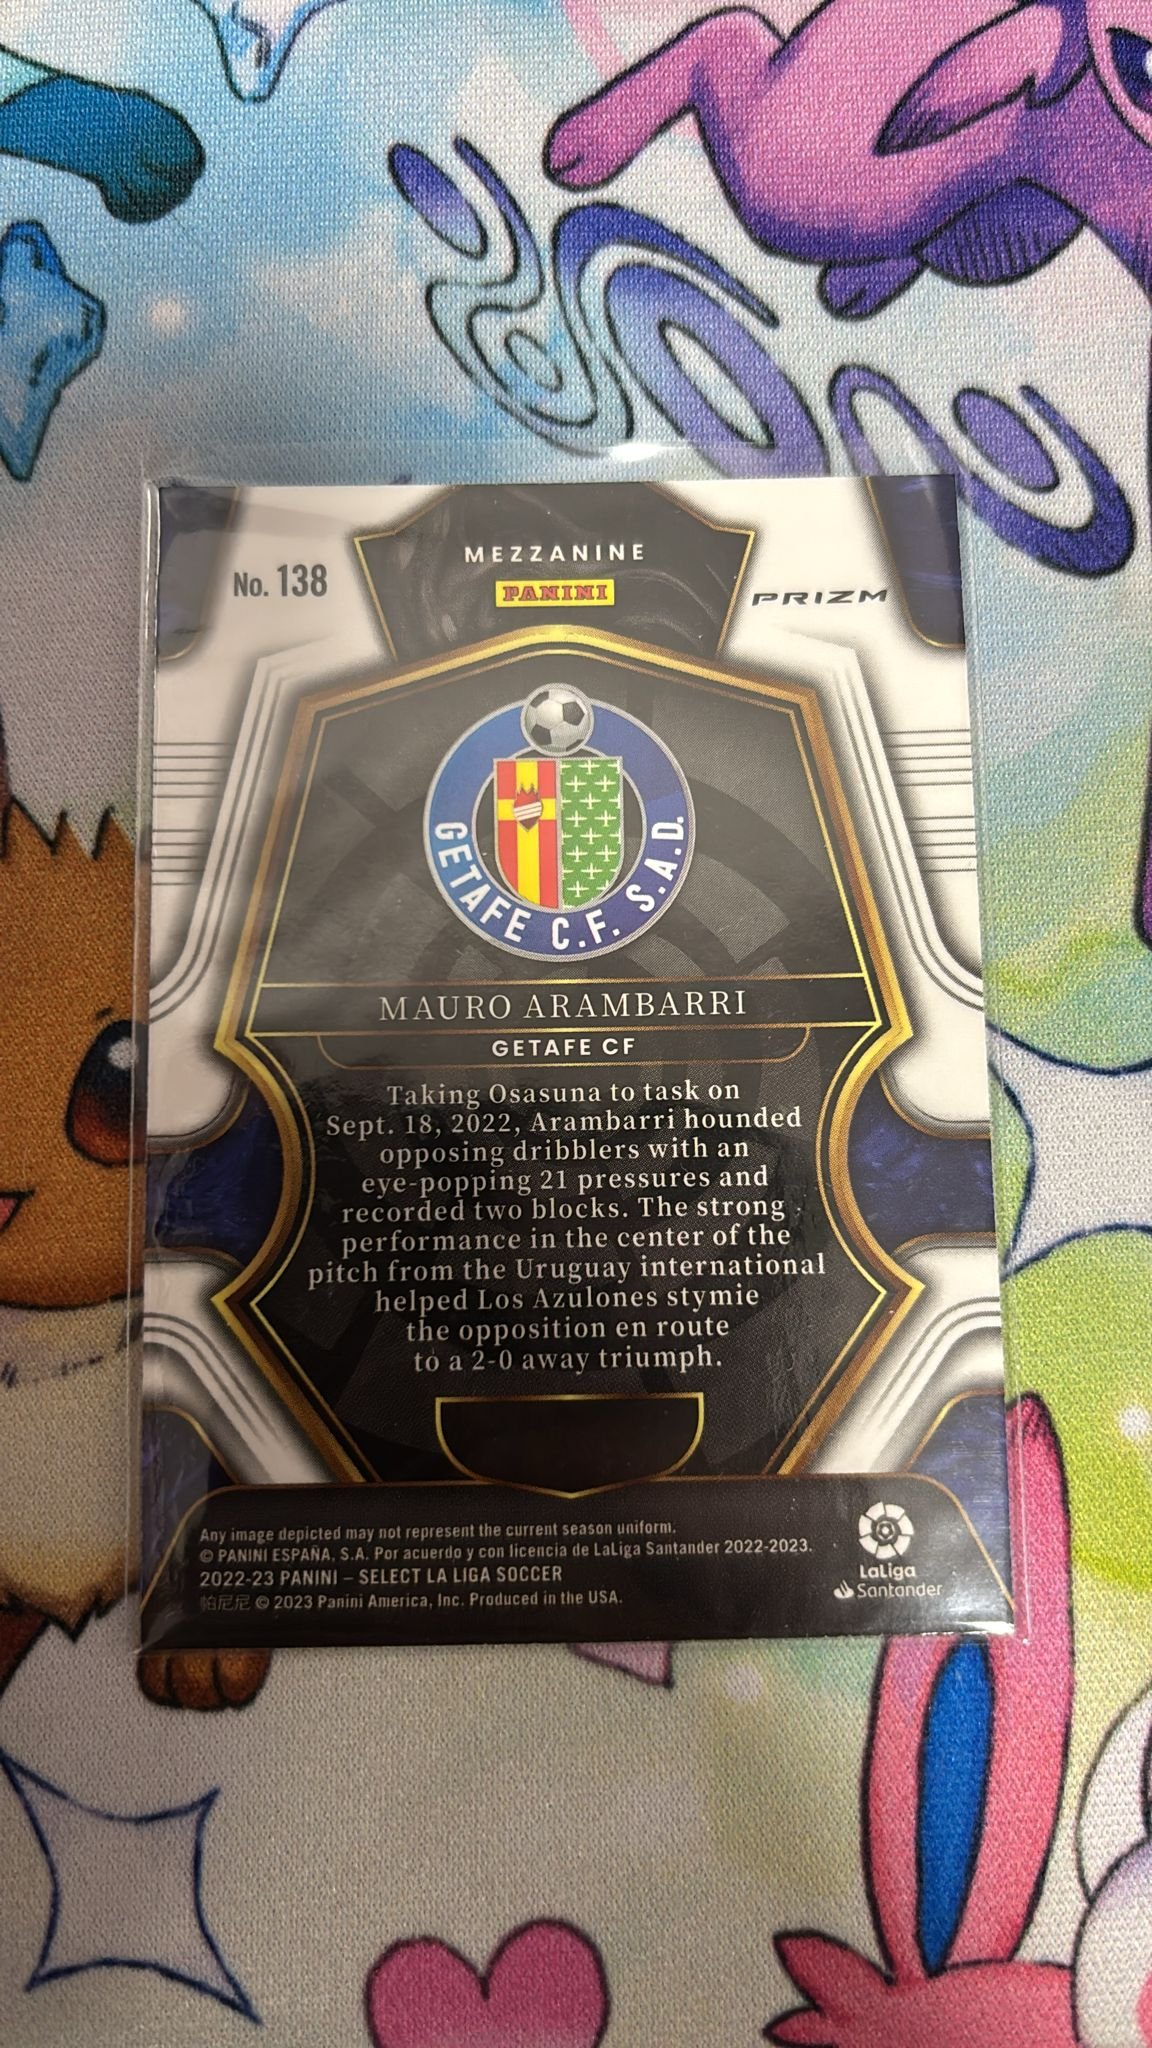 MEZZANINE
No. 138
PANINI
PRIZM
GETAFE C.F. S.A.D.
MAURO ARAMBARRI
GETAFE CF
Taking Osasuna to task on
Sept. 18, 2022, Arambarri hounded
opposing dribblers with an
eye-popping 21 pressures and
recorded two blocks. The strong
performance in the center of the
pitch from the Uruguay international
helped Los Azulones stymie
the opposition en route
to a 2-0 away triumph.
Any image depicted may not represent the current season uniform.
© PANINI ESPAÑA, S.A. Por acuerdo y con licencia de LaLiga Santander 2022-2023.
2022-23 PANINI – SELECT LA LIGA SOCCER
帕尼尼 © 2023 Panini America, Inc. Produced in the USA.
LaLiga
Santander